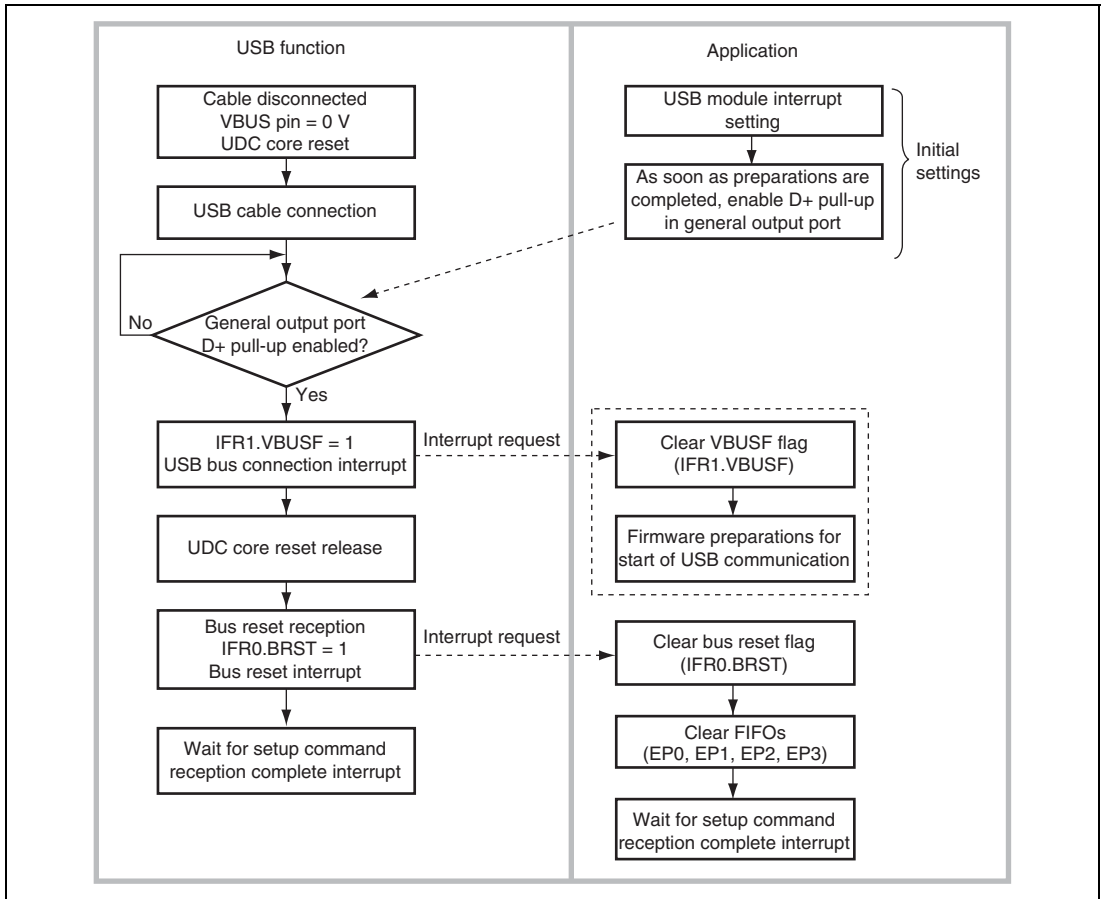 USB function
Cable disconnected
VBUS pin = 0 V
UDC core reset
USB cable connection
General output port
D+ pull-up enabled?
No
Yes
IFR1.VBUSF = 1
USB bus connection interrupt
Interrupt request
UDC core reset release
Bus reset reception
IFR0.BRST = 1
Bus reset interrupt
Interrupt request
Wait for setup command
reception complete interrupt
Application
USB module interrupt
setting
As soon as preparations are
completed, enable D+ pull-up
in general output port
Initial
settings
Clear VBUSF flag
(IFR1.VBUSF)
Firmware preparations for
start of USB communication
Clear bus reset flag
(IFR0.BRST)
Clear FIFOs
(EP0, EP1, EP2, EP3)
Wait for setup command
reception complete interrupt